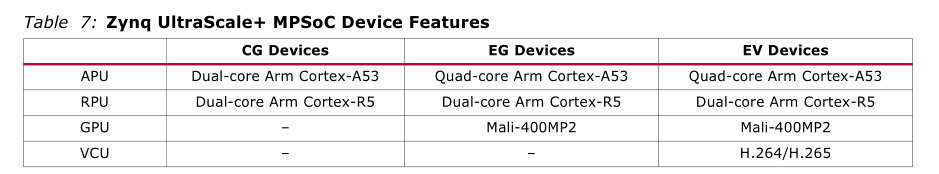 Table 7: Zynq UltraScale+ MPSoC Device Features
CG Devices EG Devices EV Devices
APU Dual-core Arm Cortex-A53 Quad-core Arm Cortex-A53 Quad-core Arm Cortex-A53
RPU Dual-core Arm Cortex-R5 Dual-core Arm Cortex-R5 Dual-core Arm Cortex-R5
GPU – Mali-400MP2 Mali-400MP2
VCU – – H.264/H.265